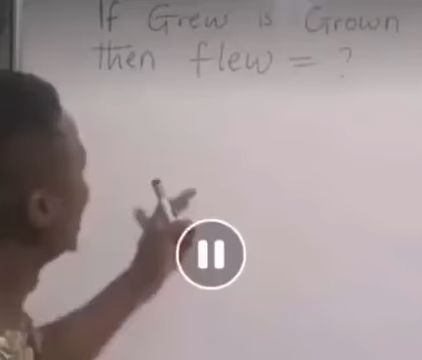 If Grew is Grown
then flew = ?